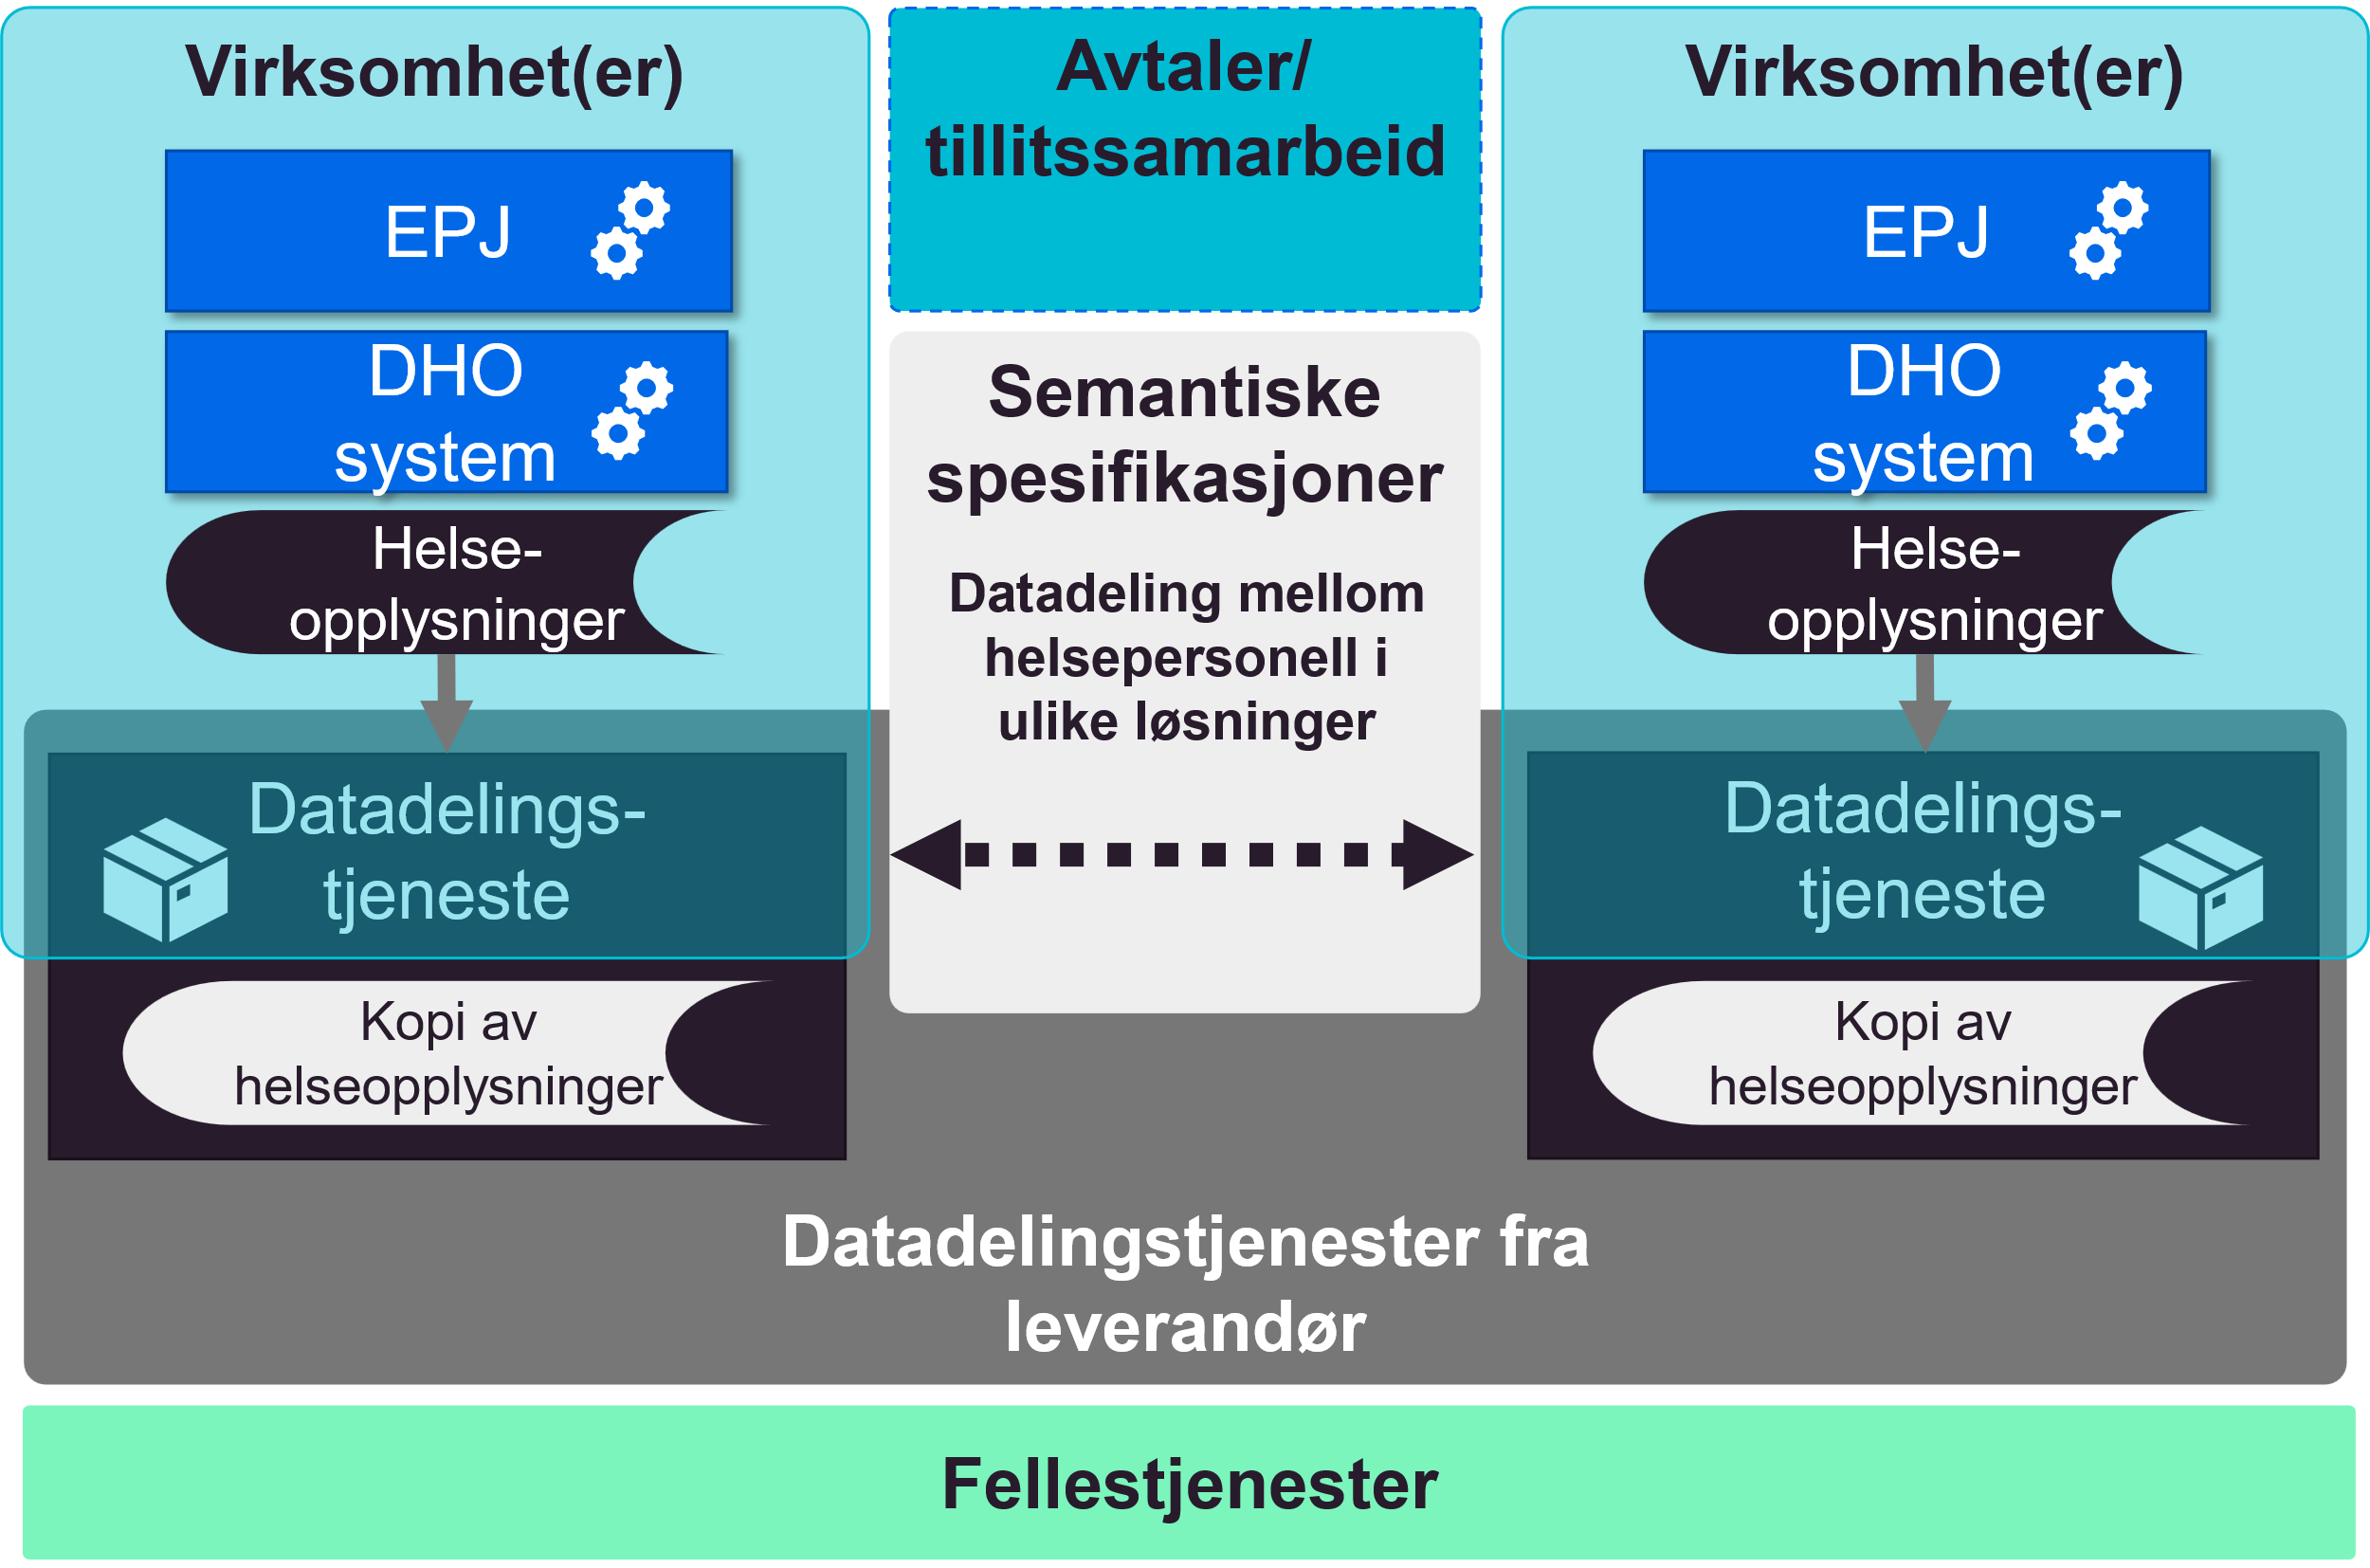 Virksomhet(er)
EPJ
DHO
system
Helse-
opplysninger
Datadelings-
tjeneste
Kopi av
helseopplysninger
Avtaler/
tillitssamarbeid
Semantiske
spesifikasjoner
Datadeling mellom
helsepersonell i
ulike løsninger
Virksomhet(er)
EPJ
DHO
system
Helse-
opplysninger
Datadelings-
tjeneste
Kopi av
helseopplysninger
Datadelingstjenester fra
leverandør
Fellestjenester